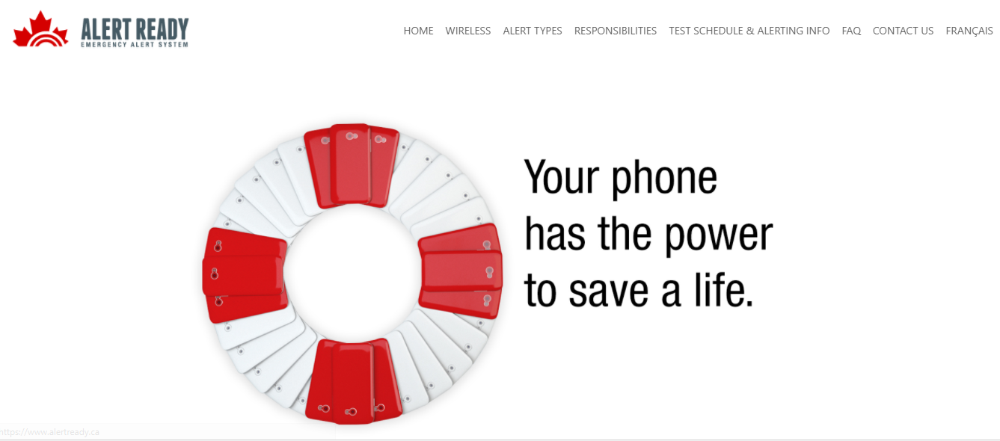 ALERT READY
EMERGENCY ALERT SYSTEM
HOME WIRELESS ALERT TYPES RESPONSIBILITIES TEST SCHEDULE & ALERTING INFO FAQ CONTACT US FRANÇAIS
Your phone
has the power
to save a life.
https://www.alertready.ca